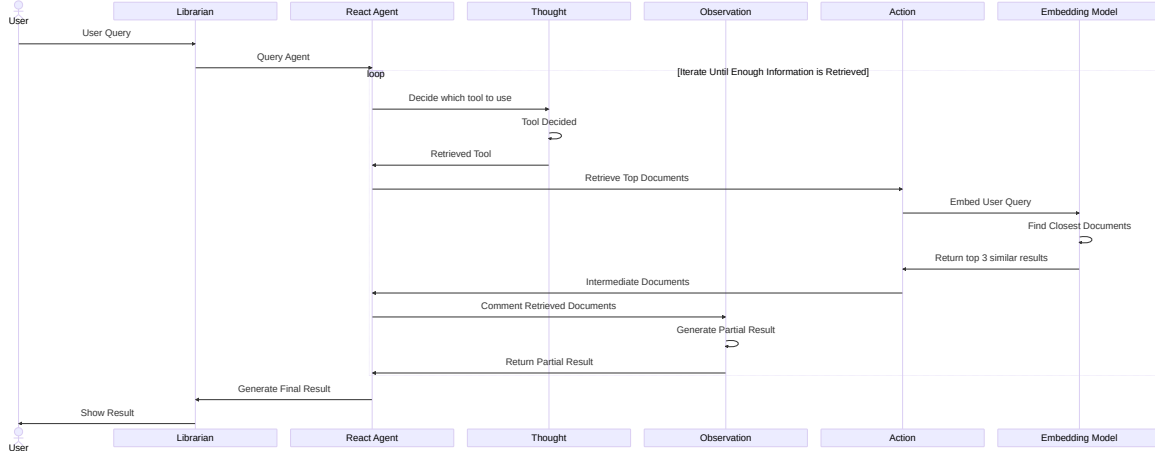 User
Librarian
React Agent
Thought
Observation
Action
Embedding Model
User Query
Query Agent
loop
[Iterate Until Enough Information is Retrieved]
Decide which tool to use
Tool Decided
Retrieved Tool
Retrieve Top Documents
Embed User Query
Find Closest Documents
Return top 3 similar results
Intermediate Documents
Comment Retrieved Documents
Generate Partial Result
Return Partial Result
Generate Final Result
Show Result
User
Librarian
React Agent
Thought
Observation
Action
Embedding Model